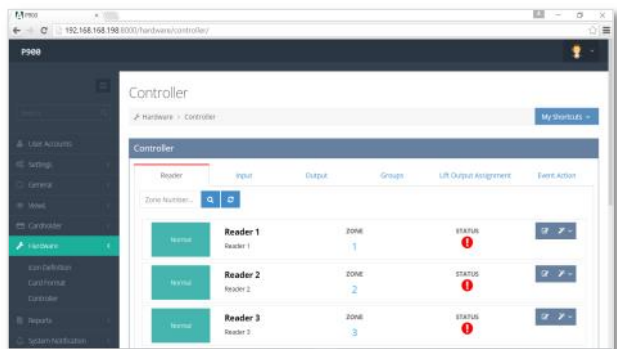 P900
192.168.168.198:8000/hardware/controller/
P900
Controller
Hardware > Controller
My Shortcuts
Search
User Accounts
Settings
General
Views
Cardholder
Hardware
Icon Definition
Card Format
Controller
Reports
System Notification
Controller
Reader Input Output Groups Lift Output Assignment Event Action
Zone Number...
Normal Reader 1 ZONE STATUS
Reader 1 1
Normal Reader 2 ZONE STATUS
Reader 2 2
Normal Reader 3 ZONE STATUS
Reader 3 3